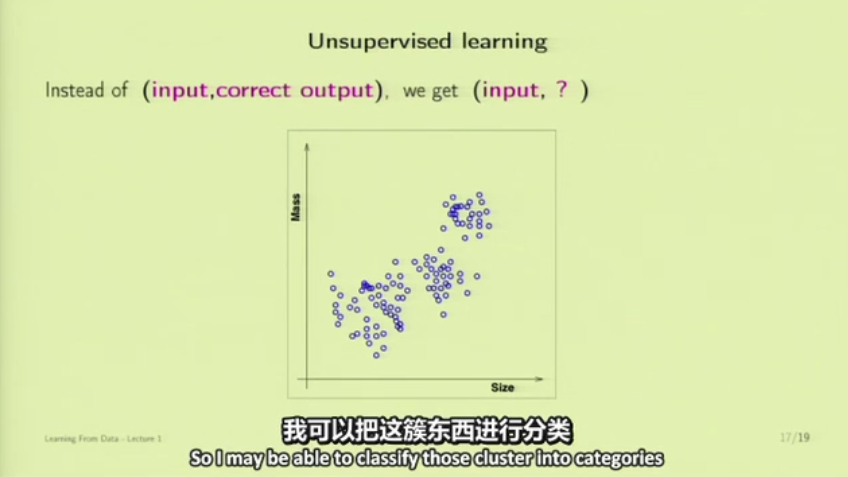 Unsupervised learning
Instead of (input,correct output), we get (input, ? )
Mass
Size
我可以把这簇东西进行分类
Learning From Data - Lecture 1
17/19
So I may be able to classify those cluster into categories